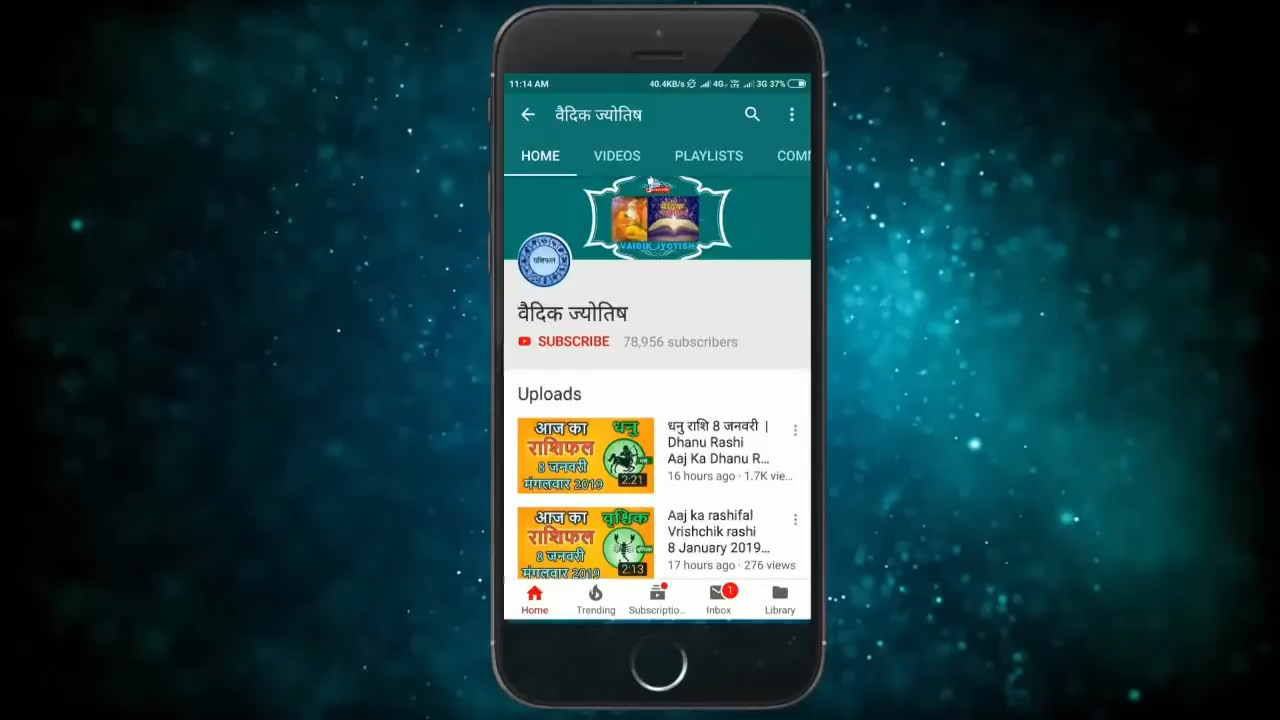 11:14 AM 40.4KB/s 4G 3G 37%
वैदिक ज्योतिष
HOME VIDEOS PLAYLISTS COMM
वैदिक
VAIDIK JYOTISH
राशिफल
वैदिक ज्योतिष
SUBSCRIBE 78,956 subscribers
Uploads
आज का धनु
राशिफल
8 जनवरी
मंगलवार 2019 2:21
धनु राशि 8 जनवरी |
Dhanu Rashi
Aaj Ka Dhanu R...
16 hours ago · 1.7K vie...
आज का वृश्चिक
राशिफल
8 जनवरी
मंगलवार 2019 2:13
Aaj ka rashifal
Vrishchik rashi
8 January 2019...
17 hours ago · 276 views
1
Home Trending Subscriptio... Inbox Library